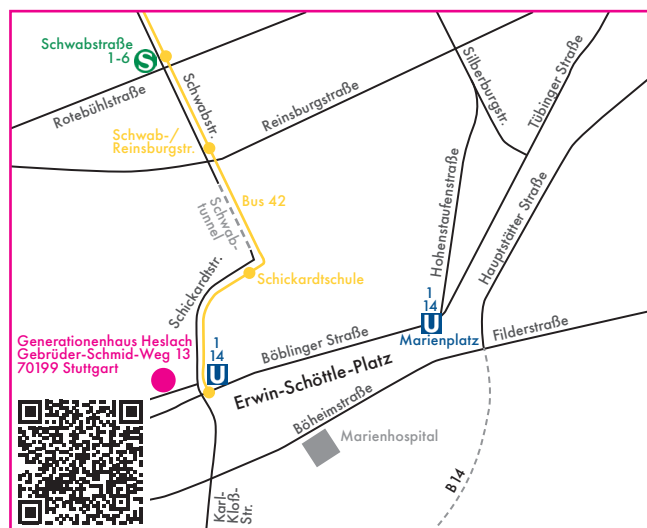 Schwabstraße
1-6
S
Rotebühlstraße
Schwabstr.
Reinsburgstraße
Silberburgstr.
Tübinger Straße
Schwab-/
Reinsburgstr.
Bus 42
Schwab-
tunnel
Hohenstaufenstraße
Hauptstätter Straße
Schickardtstr.
Schickardtschule
1
14
U
Marienplatz
Filderstraße
Generationenhaus Heslach
Gebrüder-Schmid-Weg 13
70199 Stuttgart
1
14
U
Böblinger Straße
Erwin-Schöttle-Platz
Böheimstraße
Marienhospital
B 14
Karl-
Kloß-
Str.